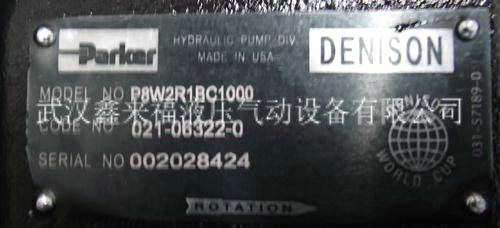 Parker
HYDRAULIC PUMP DIV.
MADE IN USA
DENISON
MODEL NO P8W2R1BC1000
武汉鑫来福液压气动设备有限公司
CODE NO 021-06322-0
SERIAL NO 002028424
DENISON
WORLD CUP
031-57189-0
ROTATION